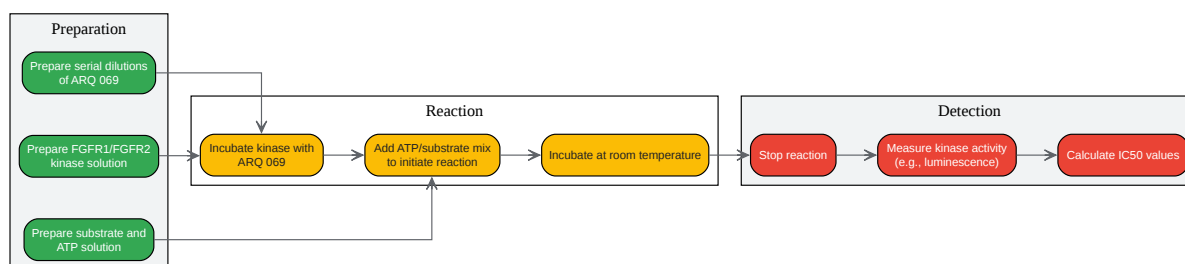 Preparation
Prepare serial dilutions
of ARQ 069
Prepare FGFR1/FGFR2
kinase solution
Prepare substrate and
ATP solution
Reaction
Incubate kinase with
ARQ 069
Add ATP/substrate mix
to initiate reaction
Incubate at room temperature
Detection
Stop reaction
Measure kinase activity
(e.g., luminescence)
Calculate IC50 values